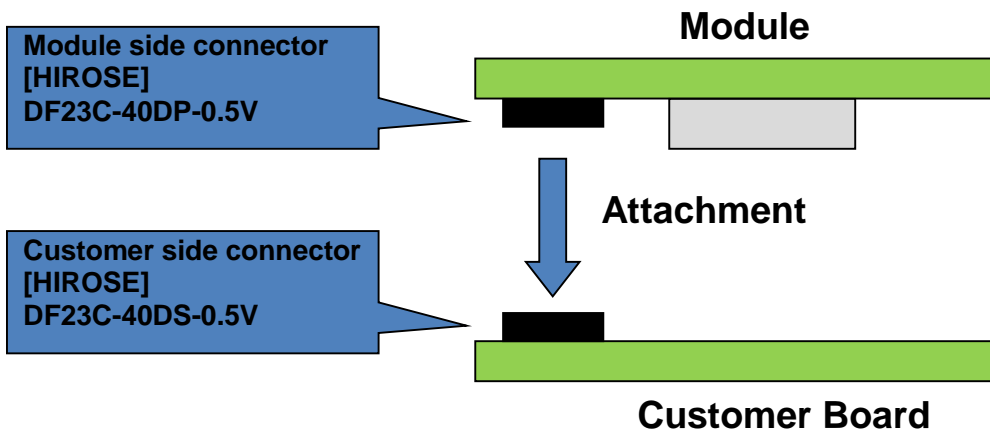 Module
Module side connector
[HIROSE]
DF23C-40DP-0.5V
Attachment
Customer side connector
[HIROSE]
DF23C-40DS-0.5V
Customer Board